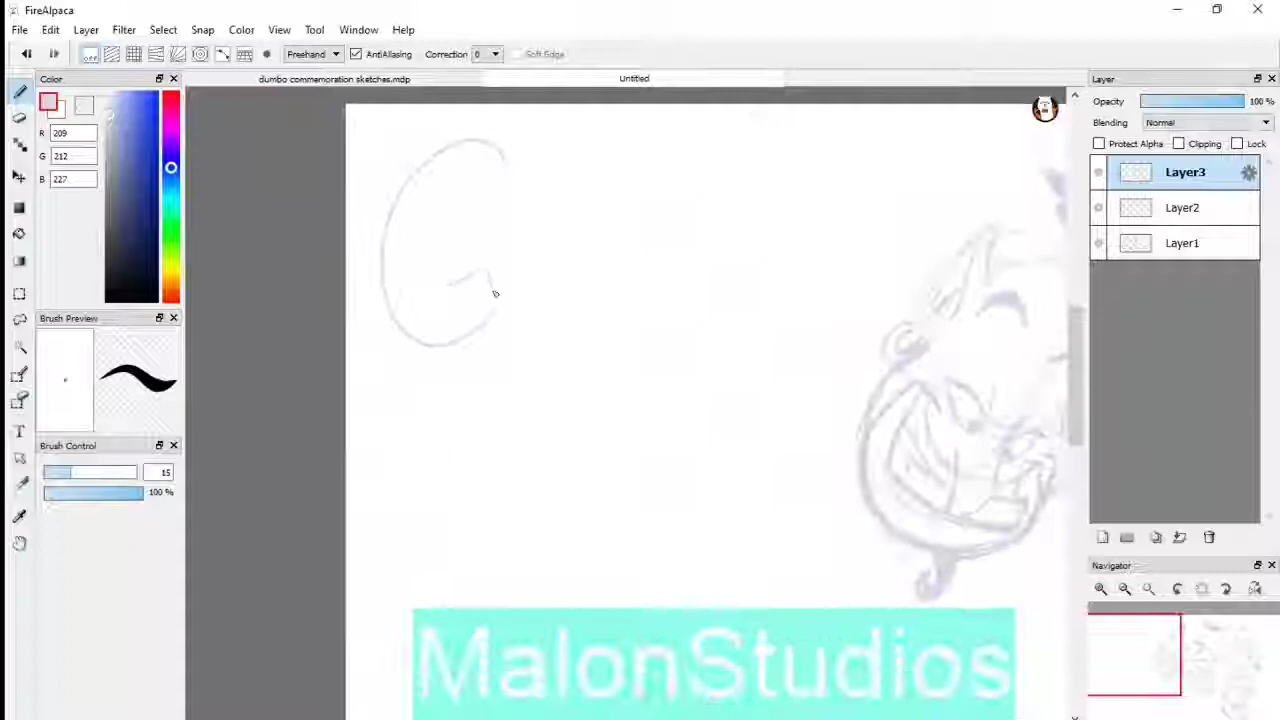 FireAlpaca
File Edit Layer Filter Select Snap Color View Tool Window Help
OFF Freehand AntiAliasing Correction 0 Soft Edge
Color dumbo commemoration sketches.mdp Untitled Layer
Opacity 100 %
Blending Normal
R 209
Protect Alpha Clipping Lock
G 212
Layer3
B 227
Layer2
Layer1
Brush Preview
Brush Control
15
100 %
Navigator
MalonStudios